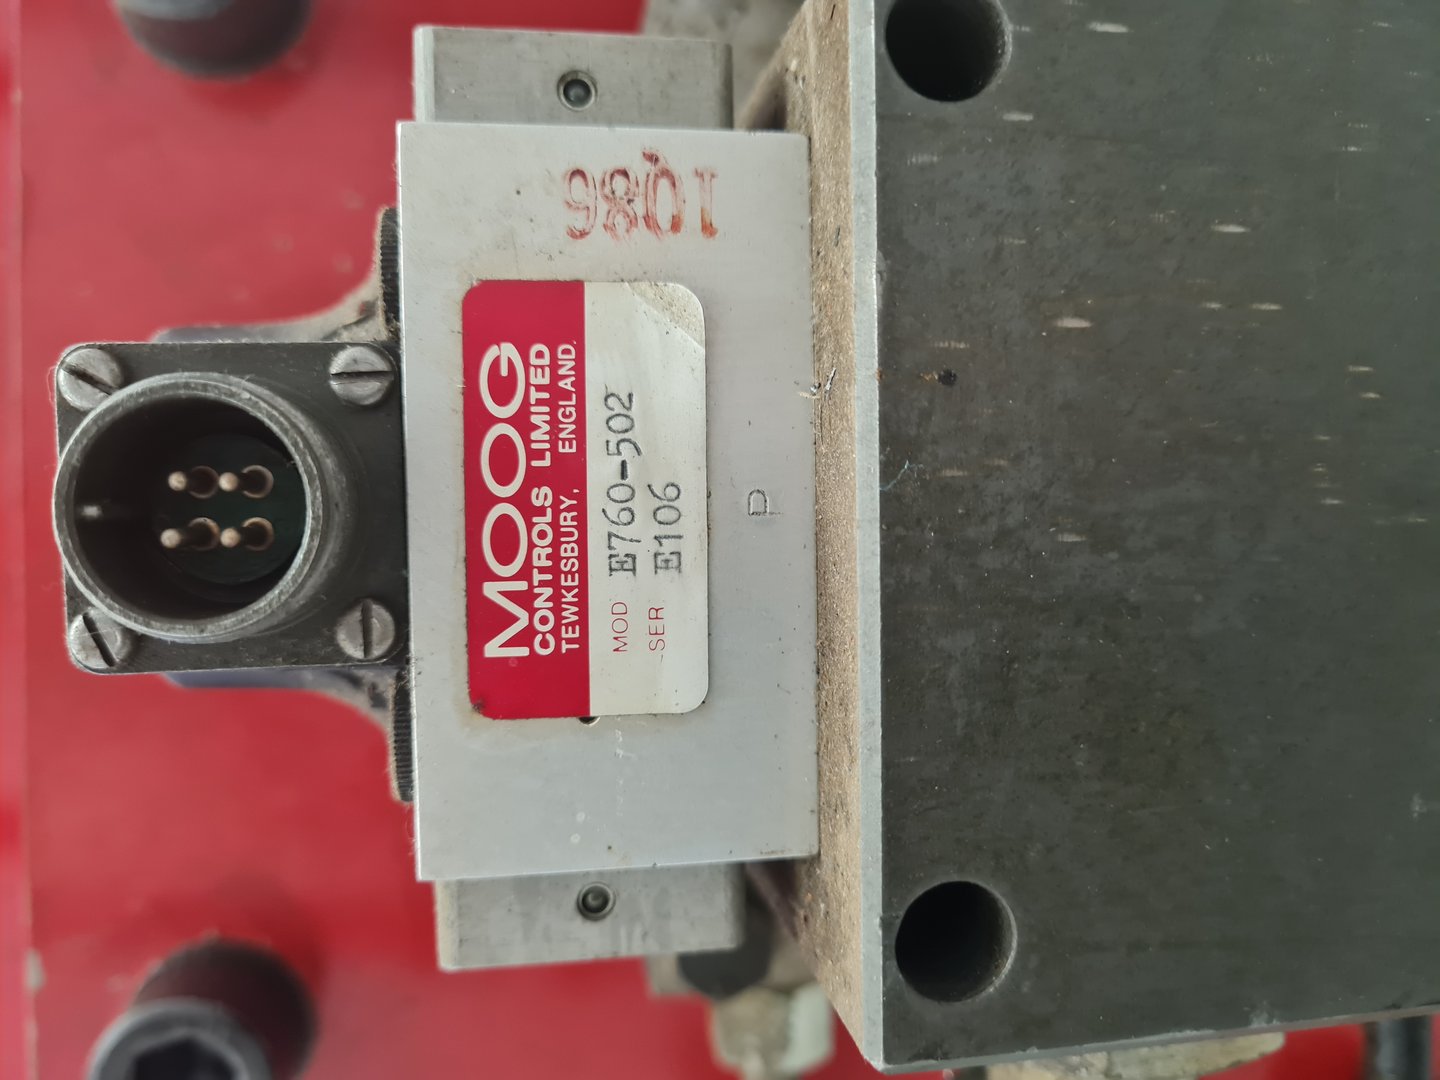 1086
MOOG
CONTROLS LIMITED
TEWKESBURY, ENGLAND.
MOD E760-502
SER E106
P